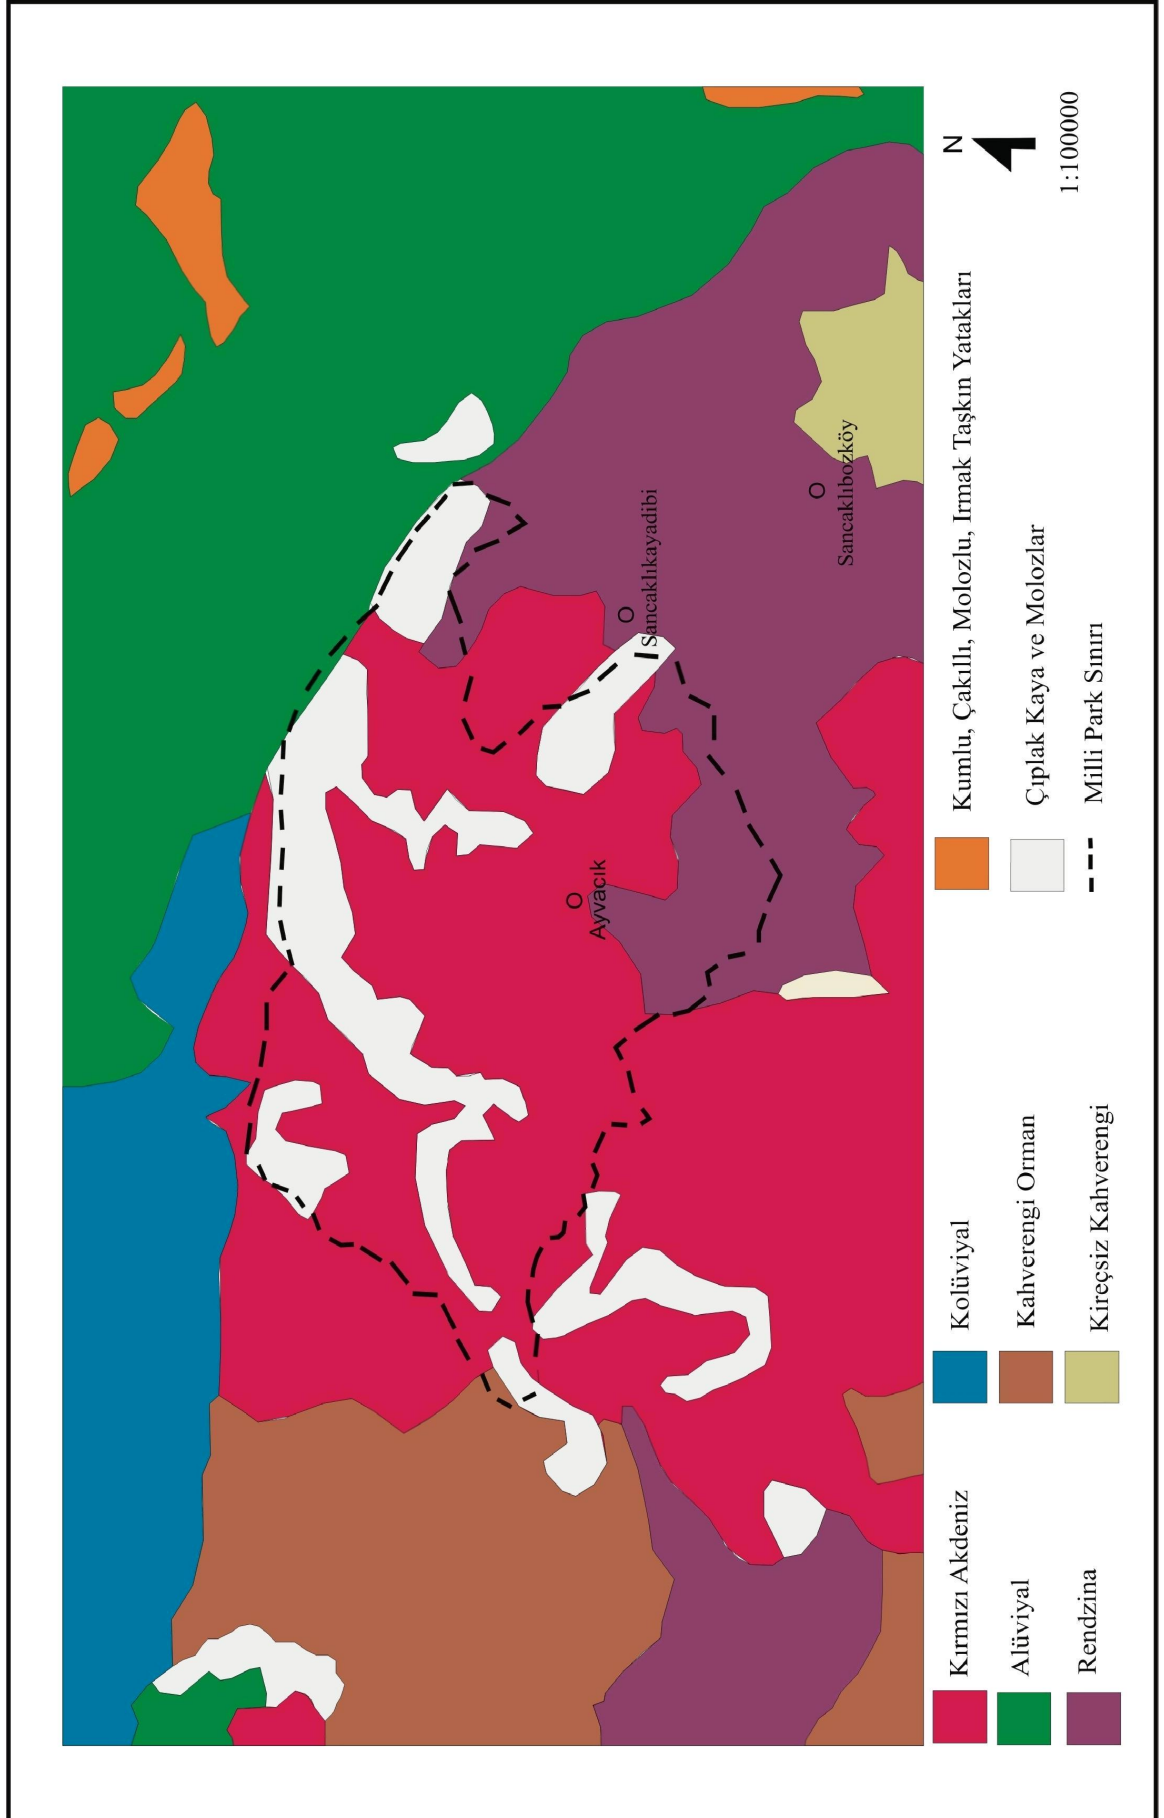 Ayvacık
Sancaklıkayadibi
Sancaklıbozköy
Kırmızı Akdeniz
Alüviyal
Rendzina
Kolüviyal
Kahverengi Orman
Kireçsiz Kahverengi
Kumlu, Çakıllı, Molozlu, Irmak Taşkın Yatakları
Çıplak Kaya ve Molozlar
Milli Park Sınırı
N
1:100000